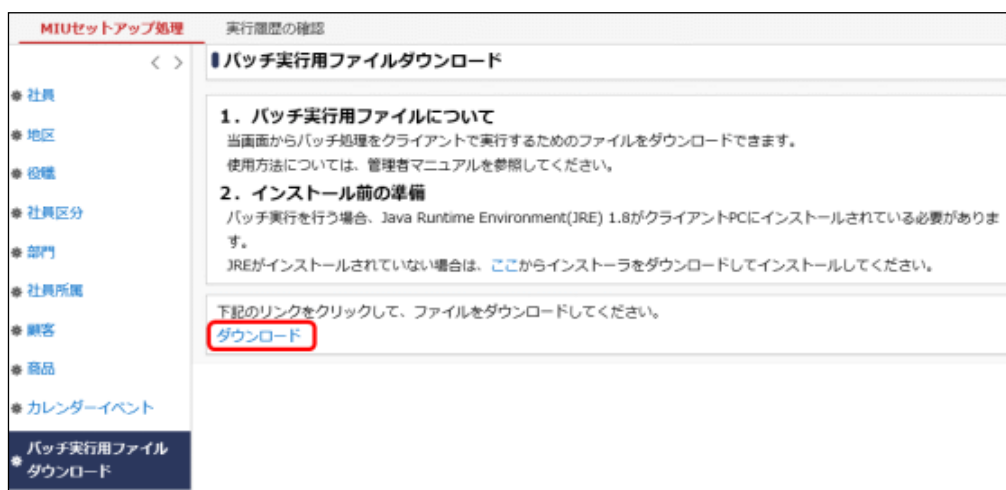 MIUセットアップ処理
実行履歴の確認
< >
社員
地区
役職
社員区分
部門
社員所属
顧客
商品
カレンダーイベント
バッチ実行用ファイル
ダウンロード
バッチ実行用ファイルダウンロード
1. バッチ実行用ファイルについて
当画面からバッチ処理をクライアントで実行するためのファイルをダウンロードできます。
使用方法については、管理者マニュアルを参照してください。
2. インストール前の準備
バッチ実行を行う場合、Java Runtime Environment(JRE) 1.8がクライアントPCにインストールされている必要がありま
す。
JREがインストールされていない場合は、ここからインストーラをダウンロードしてインストールしてください。
下記のリンクをクリックして、ファイルをダウンロードしてください。
ダウンロード